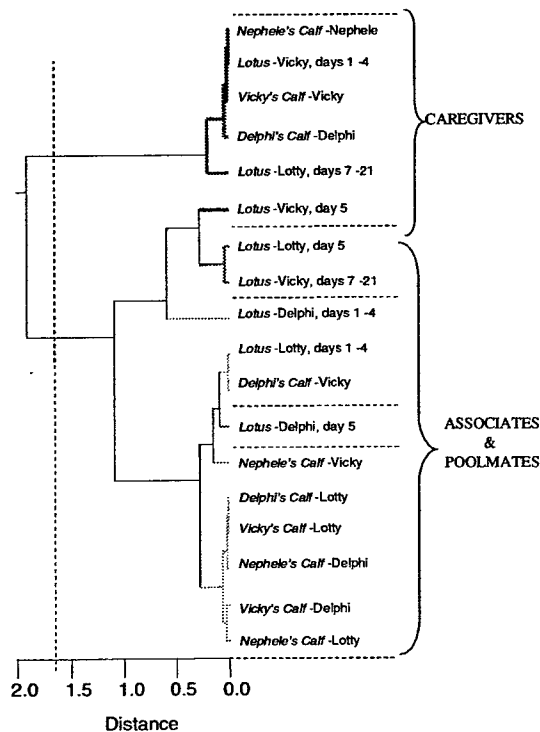 Nephele's Calf -Nephele
Lotus -Vicky, days 1 -4
Vicky's Calf -Vicky
Delphi's Calf -Delphi
Lotus -Lotty, days 7 -21
CAREGIVERS
Lotus -Vicky, day 5
Lotus -Lotty, day 5
Lotus -Vicky, days 7 -21
Lotus -Delphi, days 1 -4
Lotus -Lotty, days 1 -4
Delphi's Calf -Vicky
Lotus -Delphi, day 5
Nephele's Calf -Vicky
Delphi's Calf -Lotty
Vicky's Calf -Lotty
Nephele's Calf -Delphi
Vicky's Calf -Delphi
Nephele's Calf -Lotty
ASSOCIATES
&
POOLMATES
2.0 1.5 1.0 0.5 0.0
Distance